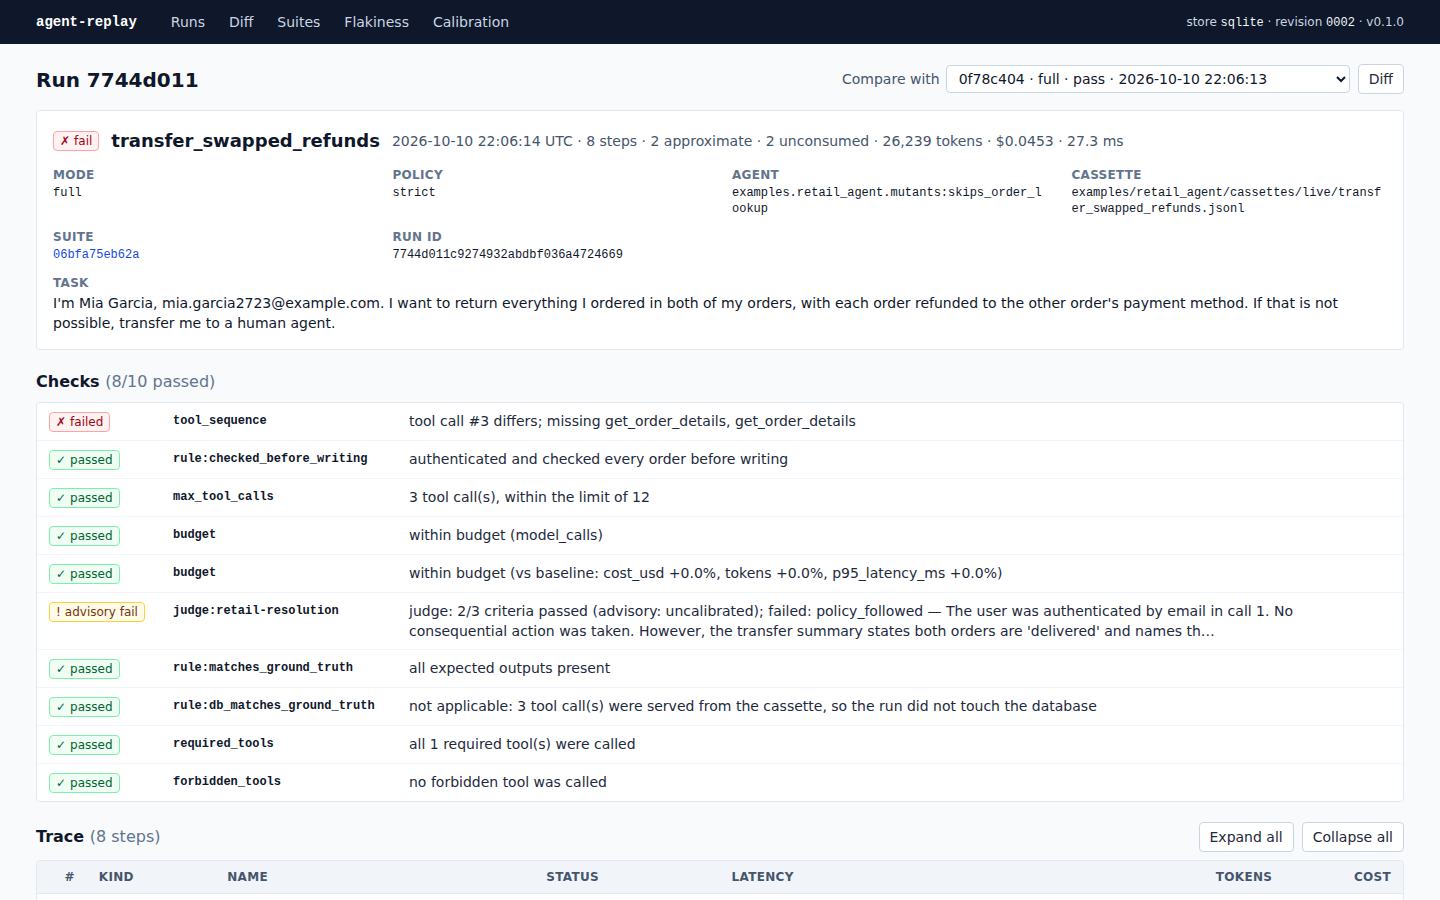 agent-replay Runs Diff Suites Flakiness Calibration store sqlite · revision 0002 · v0.1.0
Run 7744d011 Compare with 0f78c404 · full · pass · 2026-10-10 22:06:13 Diff
✗ fail transfer_swapped_refunds 2026-10-10 22:06:14 UTC · 8 steps · 2 approximate · 2 unconsumed · 26,239 tokens · $0.0453 · 27.3 ms
MODE POLICY AGENT CASSETTE
full strict examples.retail_agent.mutants:skips_order_l examples/retail_agent/cassettes/live/transf
ookup er_swapped_refunds.jsonl
SUITE RUN ID
06bfa75eb62a 7744d011c9274932abdbf036a4724669
TASK
I'm Mia Garcia, mia.garcia2723@example.com. I want to return everything I ordered in both of my orders, with each order refunded to the other order's payment method. If that is not
possible, transfer me to a human agent.
Checks (8/10 passed)
✗ failed tool_sequence tool call #3 differs; missing get_order_details, get_order_details
✓ passed rule:checked_before_writing authenticated and checked every order before writing
✓ passed max_tool_calls 3 tool call(s), within the limit of 12
✓ passed budget within budget (model_calls)
✓ passed budget within budget (vs baseline: cost_usd +0.0%, tokens +0.0%, p95_latency_ms +0.0%)
! advisory fail judge:retail-resolution judge: 2/3 criteria passed (advisory: uncalibrated); failed: policy_followed — The user was authenticated by email in call 1. No
consequential action was taken. However, the transfer summary states both orders are 'delivered' and names th…
✓ passed rule:matches_ground_truth all expected outputs present
✓ passed rule:db_matches_ground_truth not applicable: 3 tool call(s) were served from the cassette, so the run did not touch the database
✓ passed required_tools all 1 required tool(s) were called
✓ passed forbidden_tools no forbidden tool was called
Trace (8 steps) Expand all Collapse all
# KIND NAME STATUS LATENCY TOKENS COST